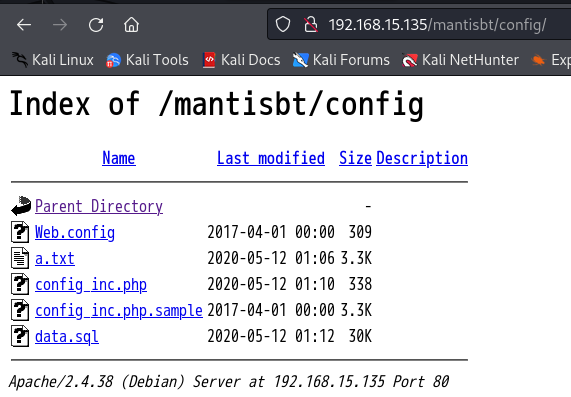 192.168.15.135/mantisbt/config/
Kali Linux Kali Tools Kali Docs Kali Forums Kali NetHunter Exp
Index of /mantisbt/config
Name Last modified Size Description
Parent Directory -
Web.config 2017-04-01 00:00 309
a.txt 2020-05-12 01:06 3.3K
config_inc.php 2020-05-12 01:10 338
config_inc.php.sample 2017-04-01 00:00 3.3K
data.sql 2020-05-12 01:12 30K
Apache/2.4.38 (Debian) Server at 192.168.15.135 Port 80